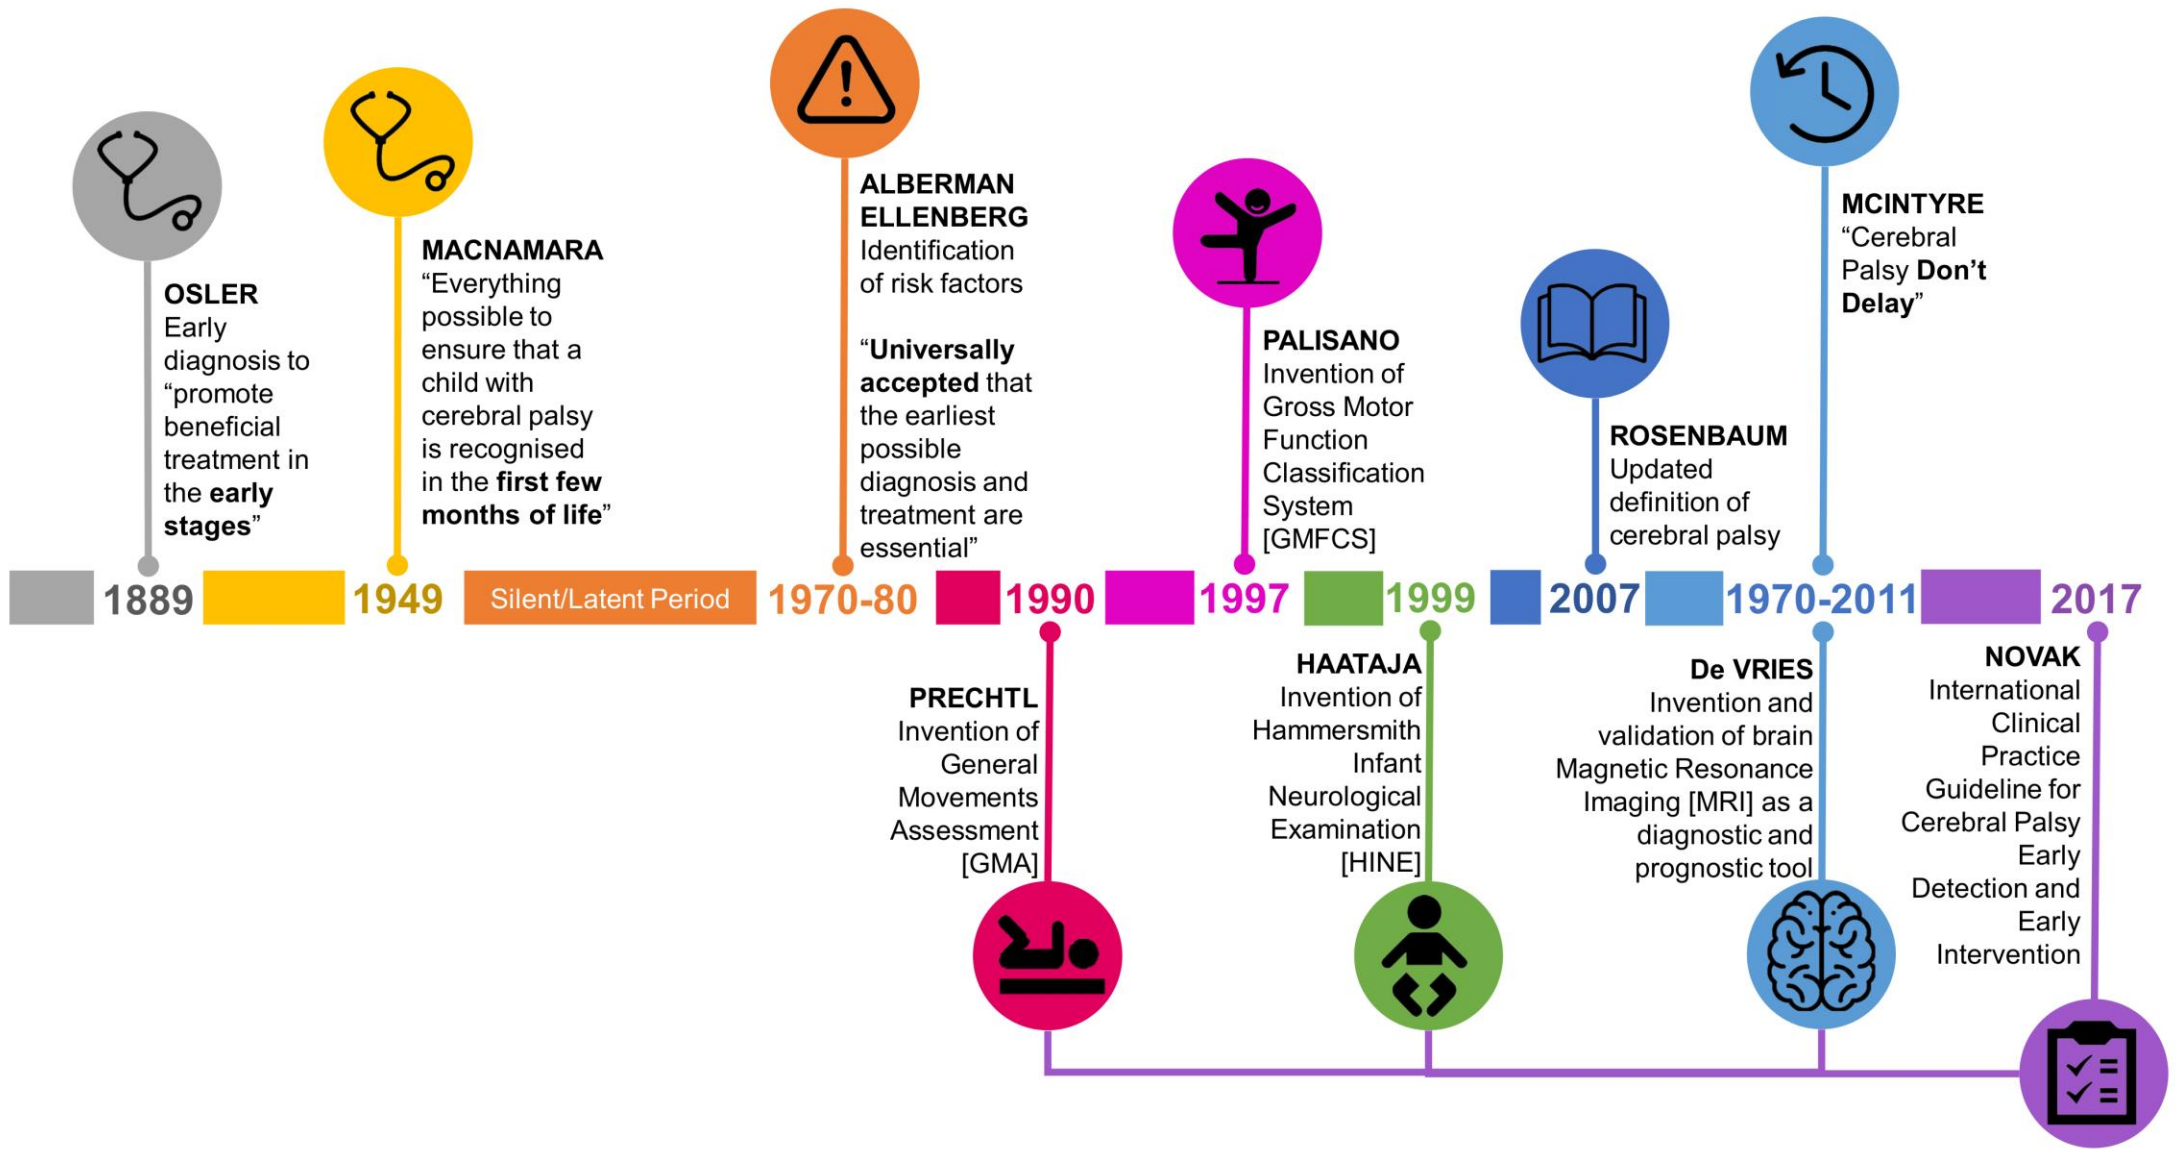 OSLER
Early
diagnosis to
“promote
beneficial
treatment in
the early
stages”
MACNAMARA
“Everything
possible to
ensure that a
child with
cerebral palsy
is recognised
in the first few
months of life”
ALBERMAN
ELLENBERG
Identification
of risk factors
“Universally
accepted that
the earliest
possible
diagnosis and
treatment are
essential”
PALISANO
Invention of
Gross Motor
Function
Classification
System
[GMFCS]
ROSENBAUM
Updated
definition of
cerebral palsy
MCINTYRE
“Cerebral
Palsy Don’t
Delay”
1889
1949
Silent/Latent Period
1970-80
1990
1997
1999
2007
1970-2011
2017
PRECHTL
Invention of
General
Movements
Assessment
[GMA]
HAATAJA
Invention of
Hammersmith
Infant
Neurological
Examination
[HINE]
De VRIES
Invention and
validation of brain
Magnetic Resonance
Imaging [MRI] as a
diagnostic and
prognostic tool
NOVAK
International
Clinical
Practice
Guideline for
Cerebral Palsy
Early
Detection and
Early
Intervention